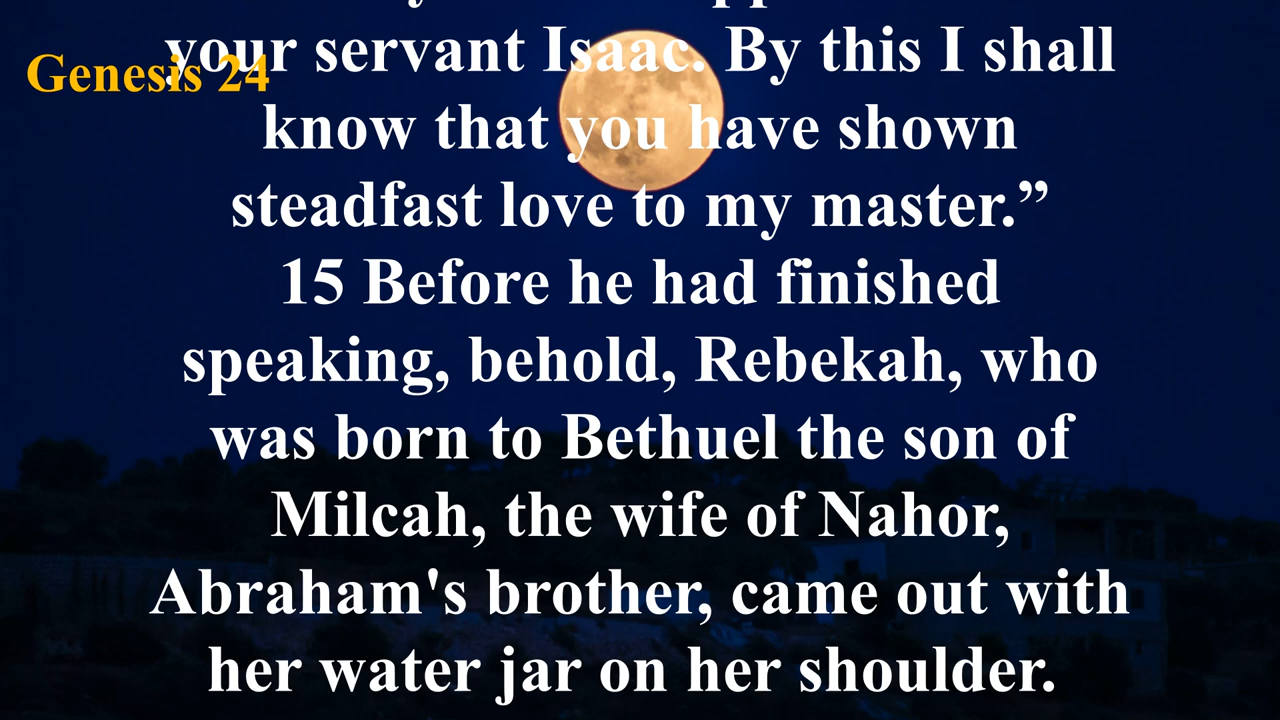 Genesis 24
your servant Isaac. By this I shall
know that you have shown
steadfast love to my master.”
15 Before he had finished
speaking, behold, Rebekah, who
was born to Bethuel the son of
Milcah, the wife of Nahor,
Abraham's brother, came out with
her water jar on her shoulder.